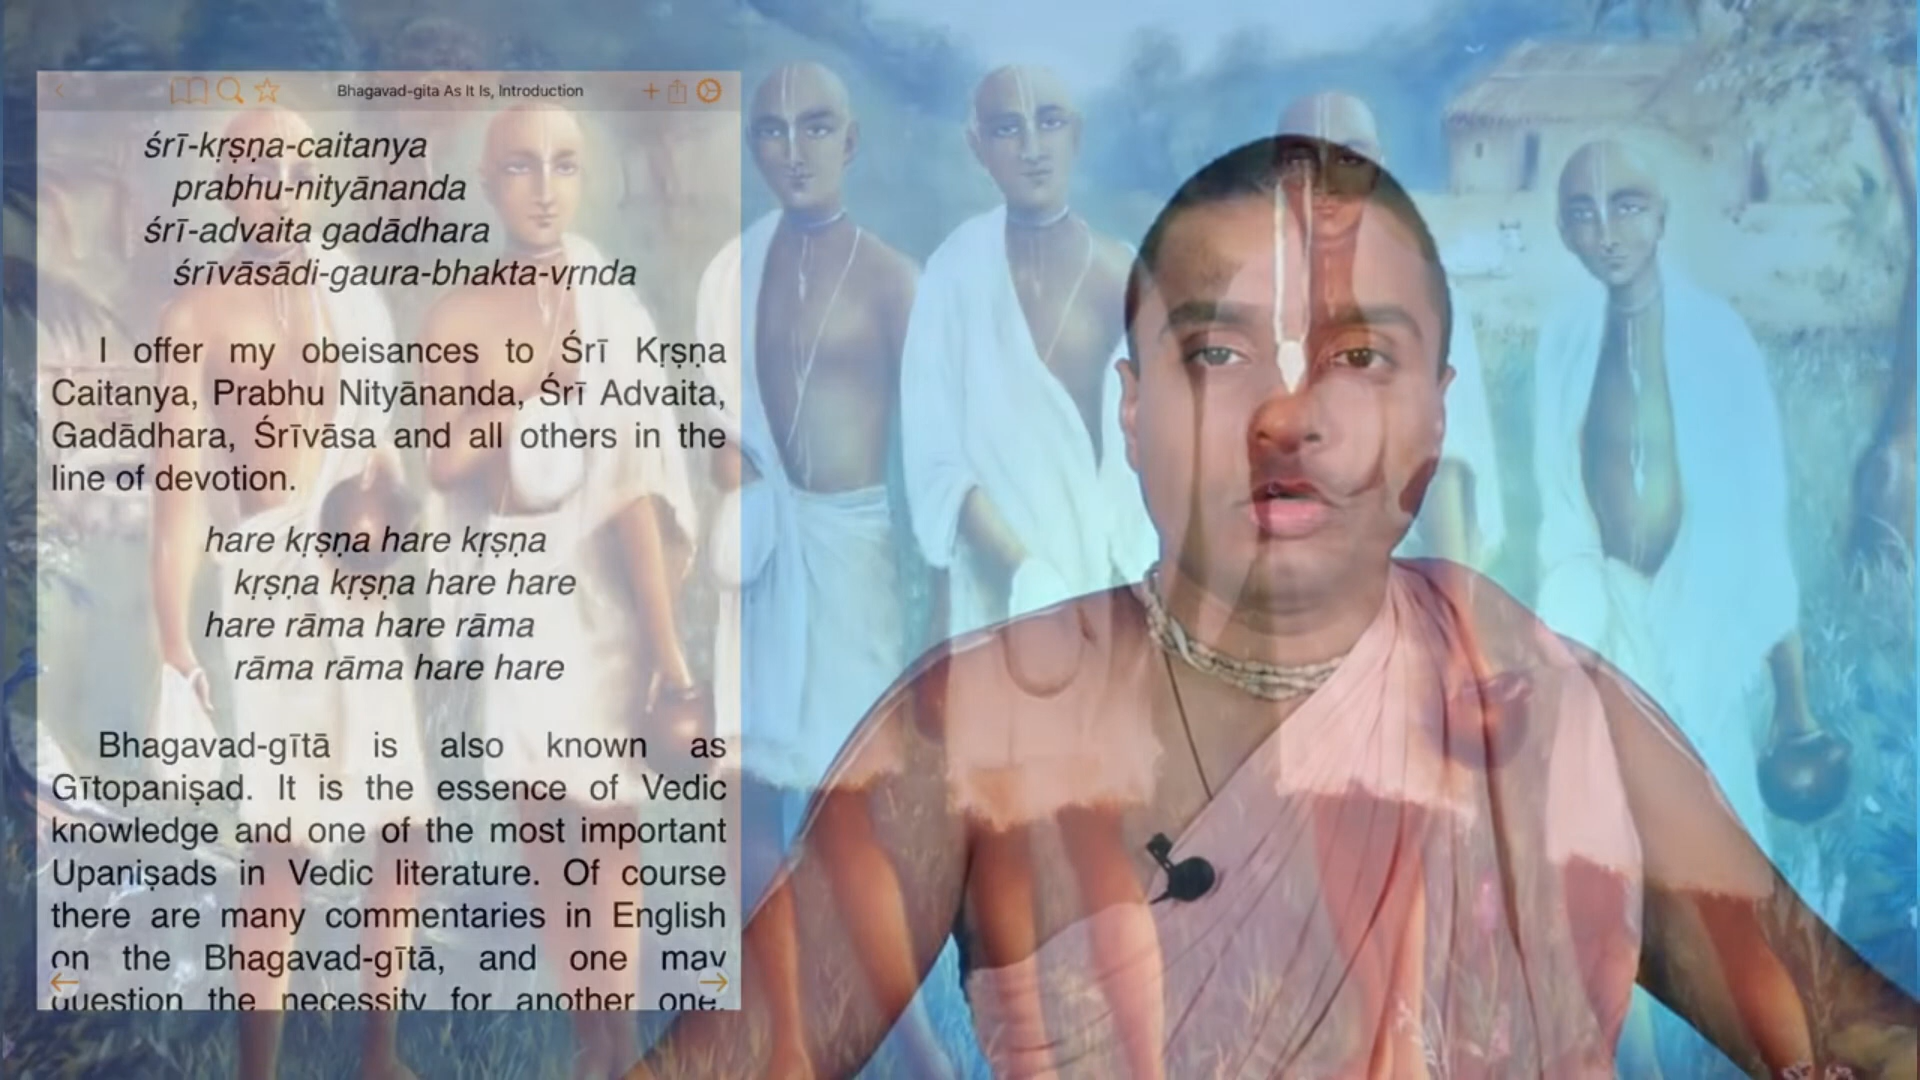 Bhagavad-gita As It Is, Introduction
śrī-kṛṣṇa-caitanya
prabhu-nityānanda
śrī-advaita gadādhara
śrīvāsādi-gaura-bhakta-vṛnda
I offer my obeisances to Śrī Kṛṣṇa
Caitanya, Prabhu Nityānanda, Śrī Advaita,
Gadādhara, Śrīvāsa and all others in the
line of devotion.
hare kṛṣṇa hare kṛṣṇa
kṛṣṇa kṛṣṇa hare hare
hare rāma hare rāma
rāma rāma hare hare
Bhagavad-gītā is also known as
Gītopaniṣad. It is the essence of Vedic
knowledge and one of the most important
Upaniṣads in Vedic literature. Of course
there are many commentaries in English
on the Bhagavad-gītā, and one may
question the necessity for another one.